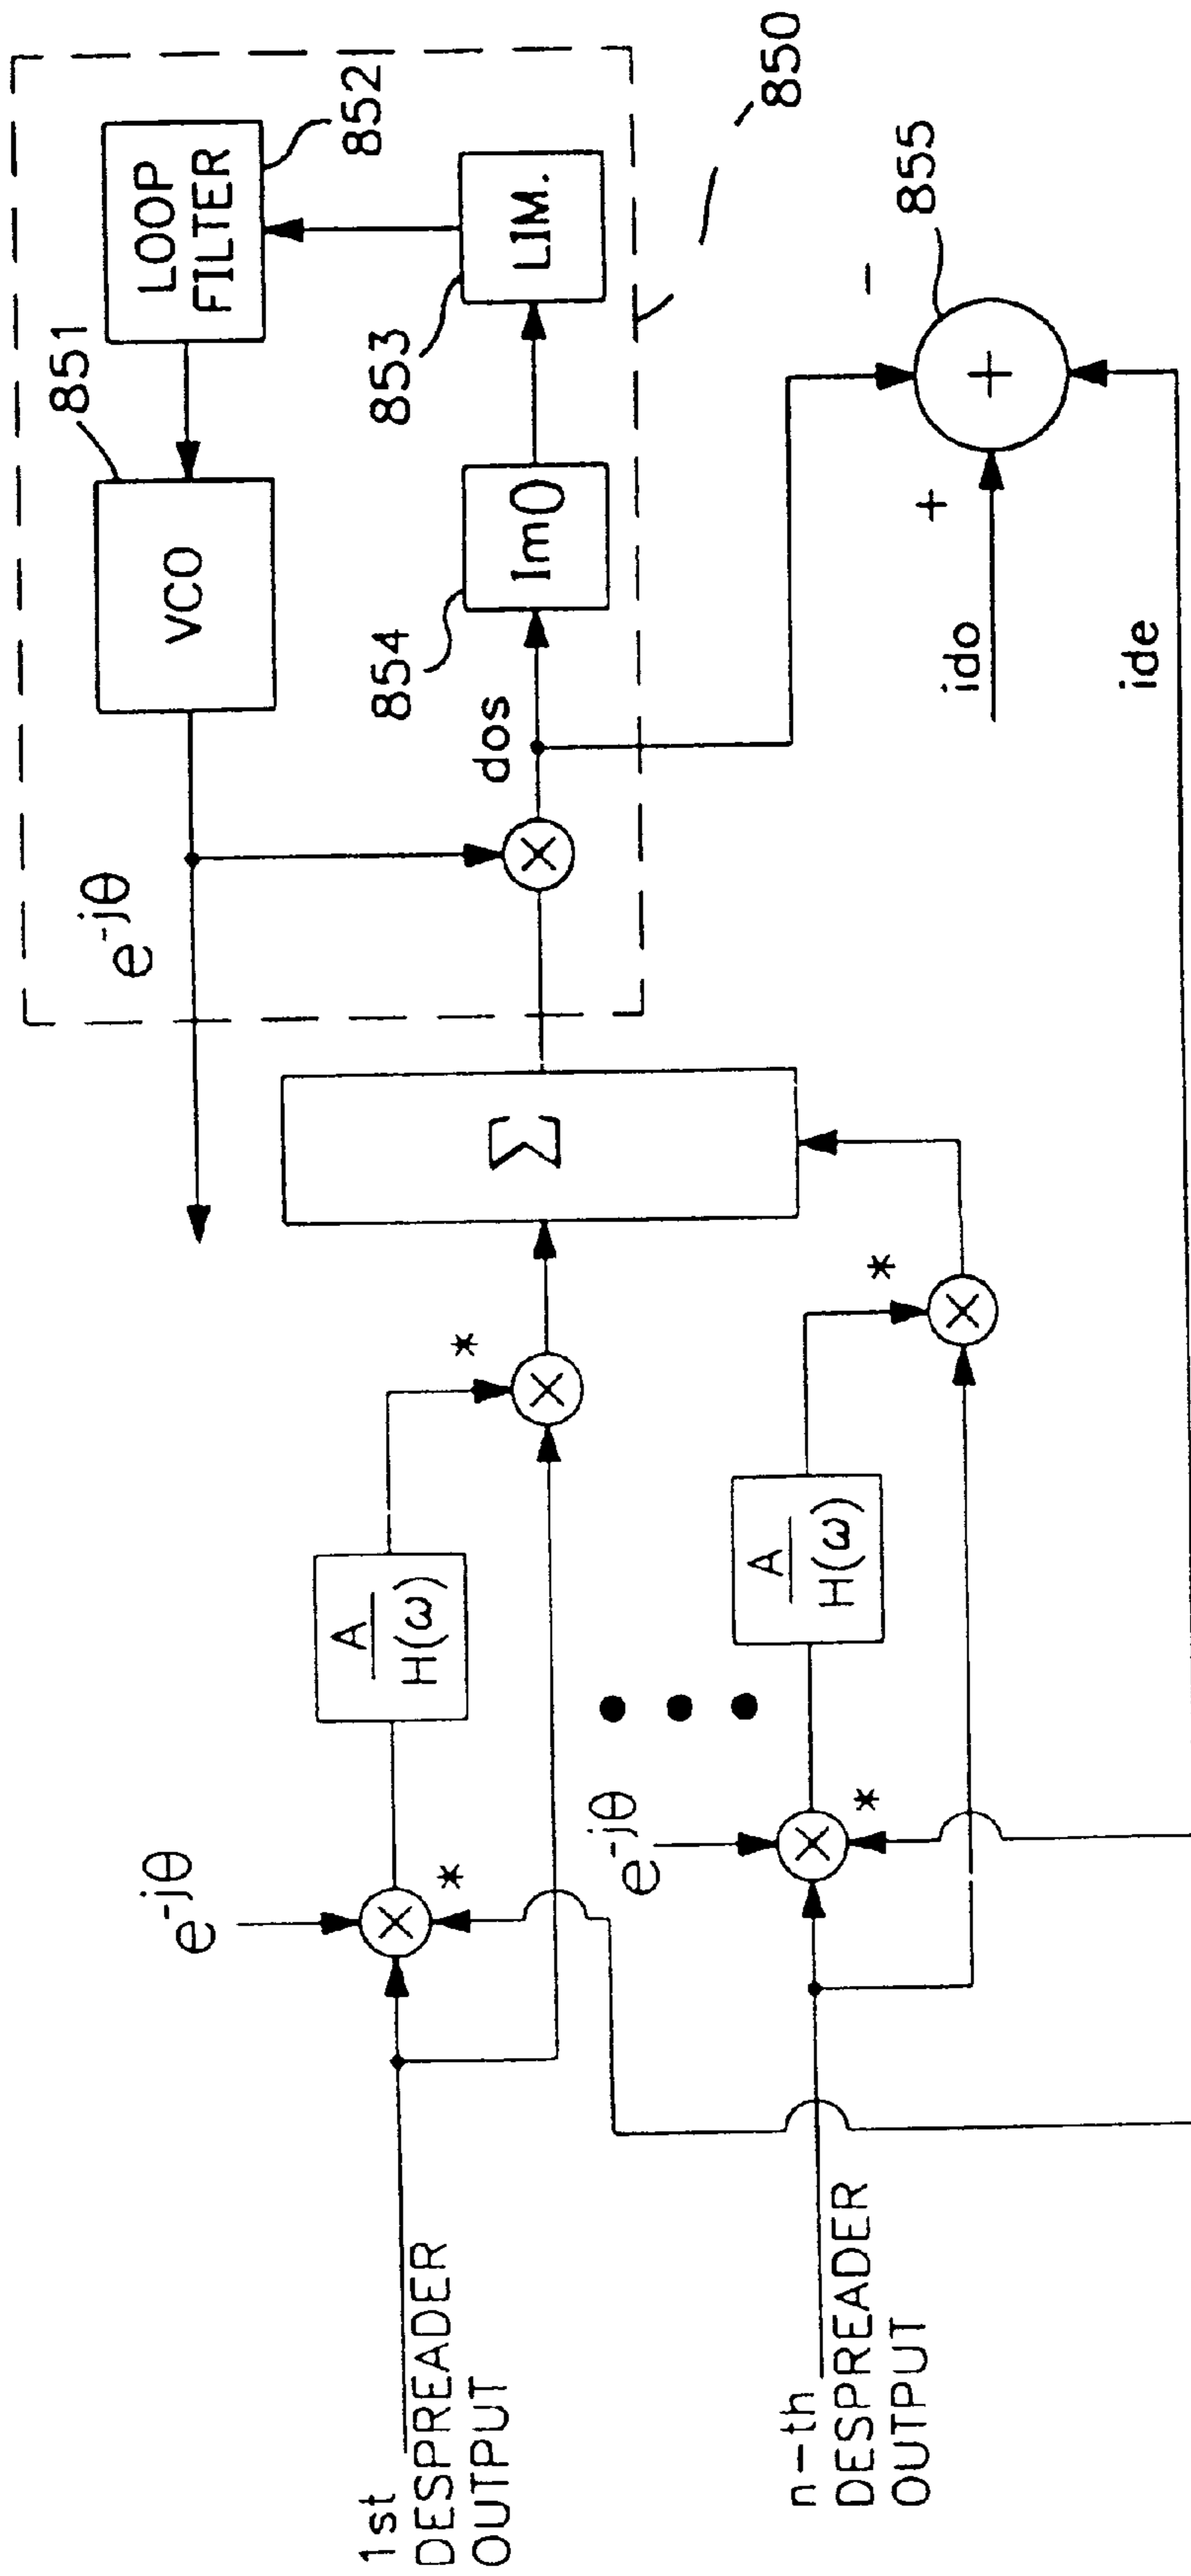 1st
DESPREADER
OUTPUT
n-th
DESPREADER
OUTPUT
e^-jθ
*
A
H(ω)
*
e^-jθ
*
A
H(ω)
*
Σ
e^-jθ
VCO
851
LOOP
FILTER
852
dos
854
Im()
853
LIM.
850
ido
+
ide
+
-
855